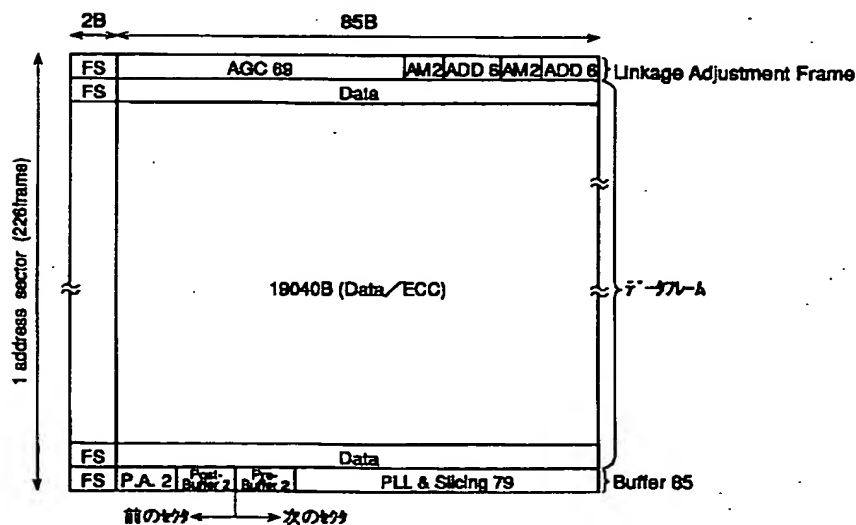 2B
85B
FS
AGC 69
AM2
ADD 6
AM2
ADD 6
Linkage Adjustment Frame
FS
Data
1 address sector (226frame)
19040B (Data/ECC)
データフレーム
FS
Data
FS
P.A. 2
Post-
Buffer 2
Pre-
Buffer 2
PLL & Slicing 79
Buffer 85
前のセクタ
次のセクタ